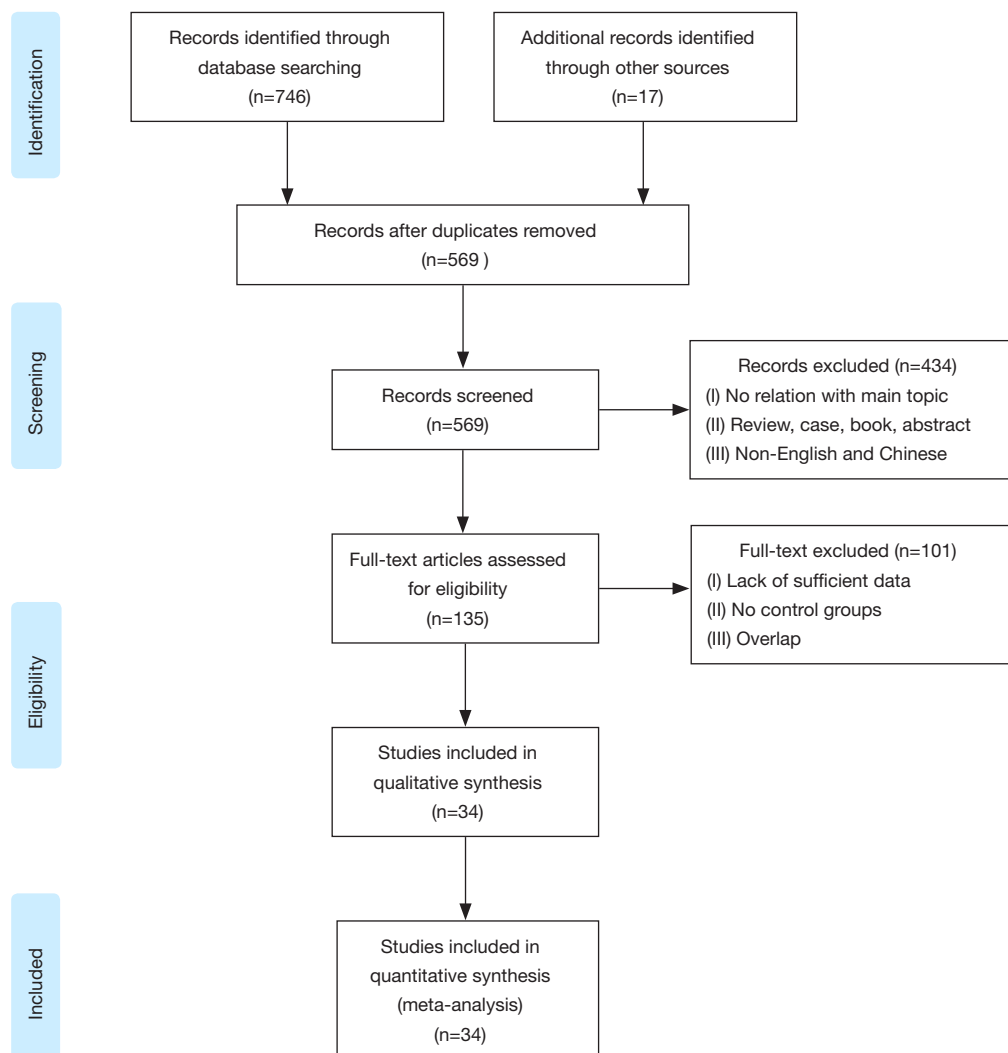 Identification
Records identified through
database searching
(n=746)
Additional records identified
through other sources
(n=17)
Records after duplicates removed
(n=569 )
Screening
Records screened
(n=569)
Records excluded (n=434)
(I) No relation with main topic
(II) Review, case, book, abstract
(III) Non-English and Chinese
Eligibility
Full-text articles assessed
for eligibility
(n=135)
Full-text excluded (n=101)
(I) Lack of sufficient data
(II) No control groups
(III) Overlap
Studies included in
qualitative synthesis
(n=34)
Included
Studies included in
quantitative synthesis
(meta-analysis)
(n=34)